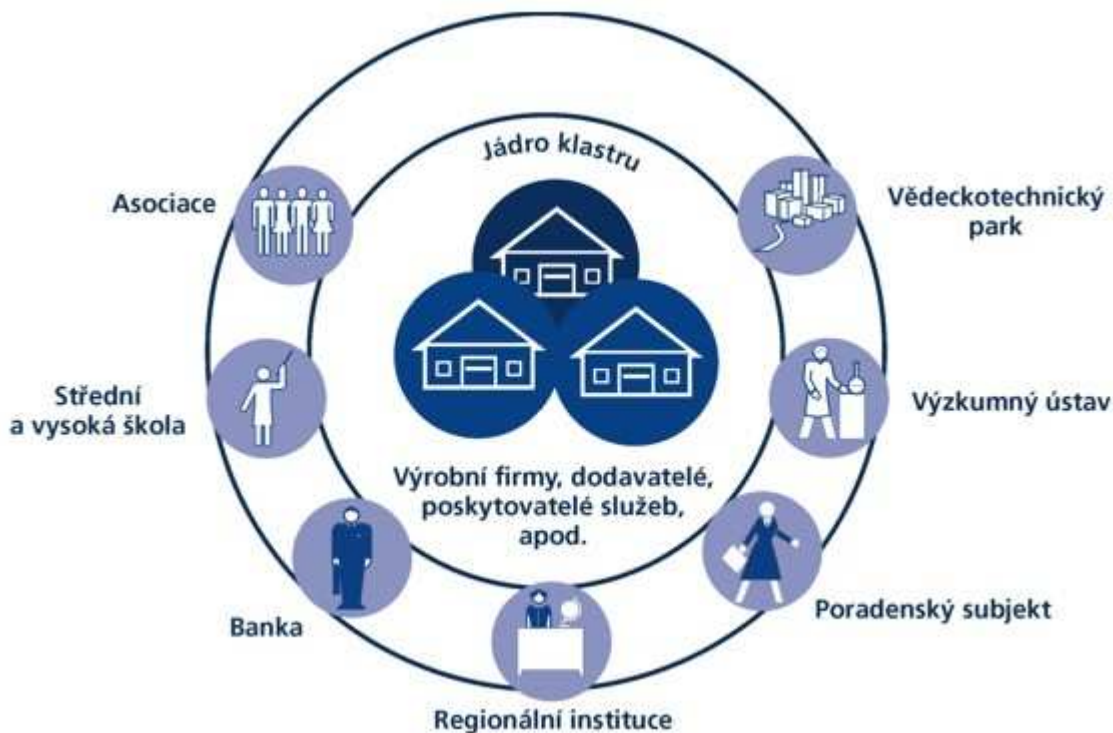 Jádro klastru
Asociace
Vědeckotechnický
park
Střední
a vysoká škola
Výzkumný ústav
Výrobní firmy, dodavatelé,
poskytovatelé služeb,
apod.
Banka
Poradenský subjekt
Regionální instituce